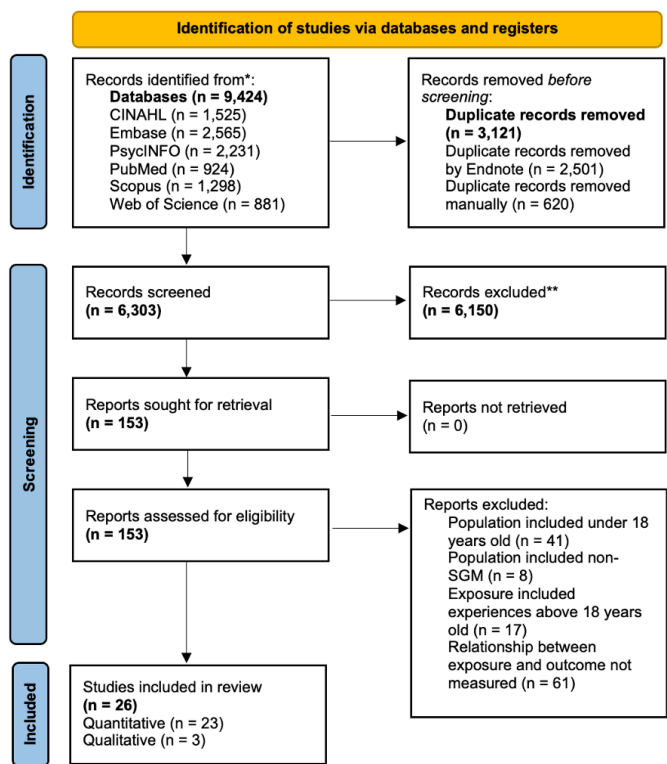 Identification of studies via databases and registers
Identification
Records identified from*:
Databases (n = 9,424)
CINAHL (n = 1,525)
Embase (n = 2,565)
PsycINFO (n = 2,231)
PubMed (n = 924)
Scopus (n = 1,298)
Web of Science (n = 881)
Records removed before
screening:
Duplicate records removed
(n = 3,121)
Duplicate records removed
by Endnote (n = 2,501)
Duplicate records removed
manually (n = 620)
Screening
Records screened
(n = 6,303)
Records excluded**
(n = 6,150)
Reports sought for retrieval
(n = 153)
Reports not retrieved
(n = 0)
Reports assessed for eligibility
(n = 153)
Reports excluded:
Population included under 18
years old (n = 41)
Population included non-
SGM (n = 8)
Exposure included
experiences above 18 years
old (n = 17)
Relationship between
exposure and outcome not
measured (n = 61)
Included
Studies included in review
(n = 26)
Quantitative (n = 23)
Qualitative (n = 3)